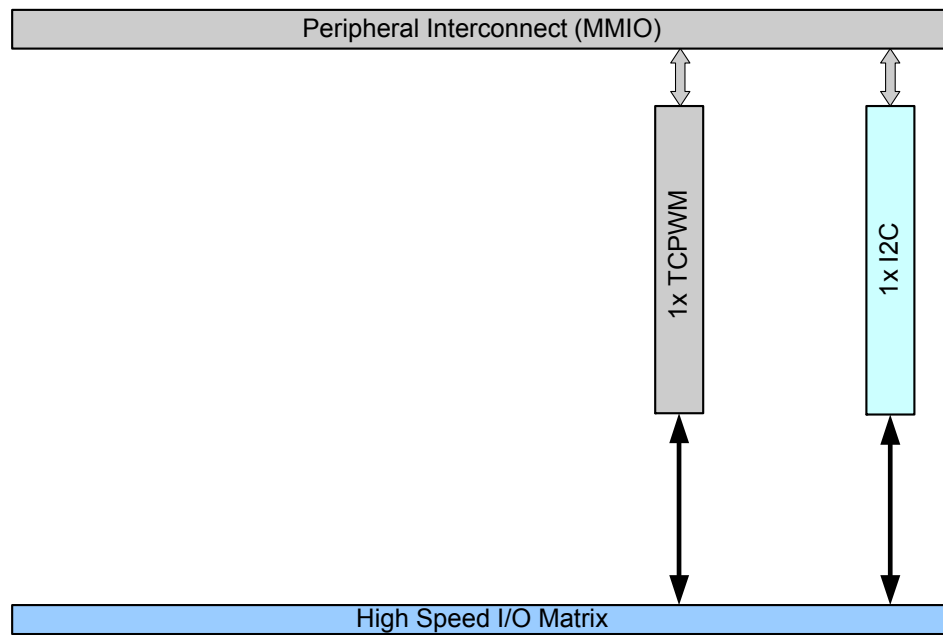 Peripheral Interconnect (MMIO)
1x TCPWM
1x I2C
High Speed I/O Matrix